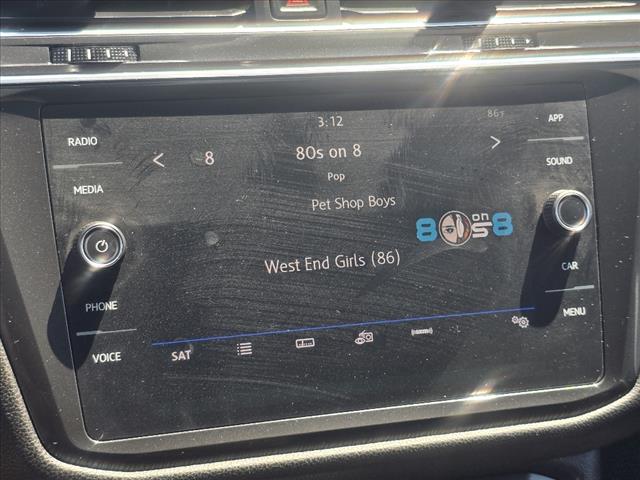 3:12
86F
APP
RADIO
8
80s on 8
Pop
SOUND
MEDIA
Pet Shop Boys
80s on 8
West End Girls (86)
CAR
PHONE
MENU
VOICE
SAT